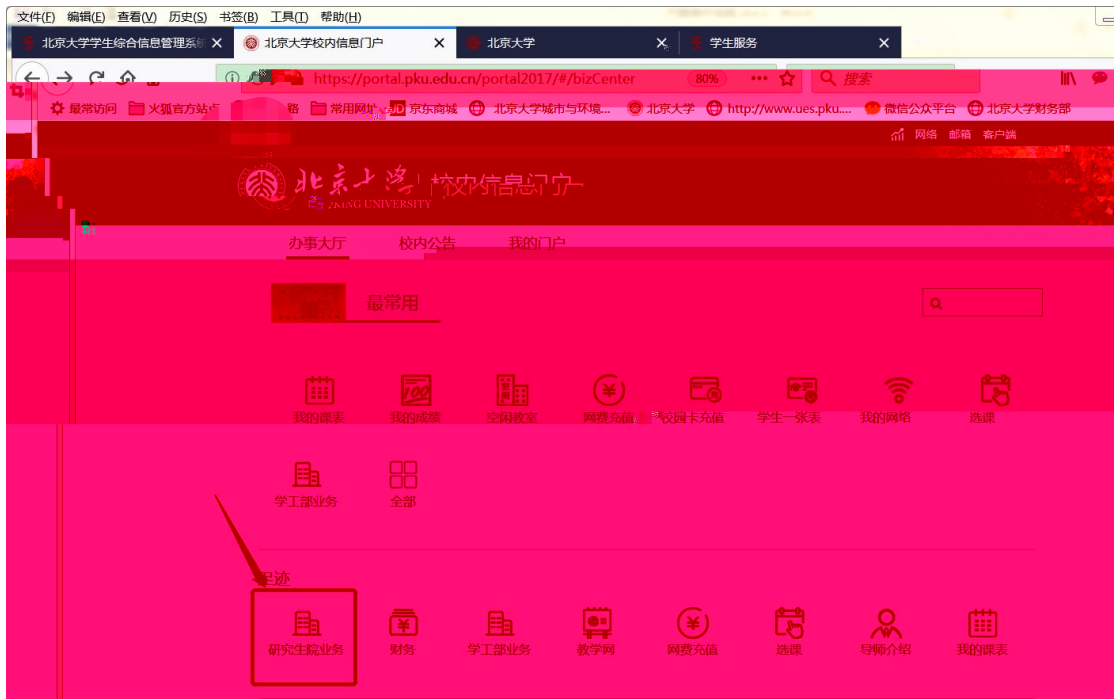 文件(F) 编辑(E) 查看(V) 历史(S) 书签(B) 工具(T) 帮助(H)
北京大学学生综合信息管理系统 北京大学校内信息门户 北京大学 学生服务
https://portal.pku.edu.cn/portal2017/#/bizCenter 80% 搜索
最常访问 火狐官方站点 常用网址 JD 京东商城 北京大学城市与环境... 北京大学 http://www.ues.pku.... 微信公众平台 北京大学财务部
网络 邮箱 客户端
北京大学 校内信息门户
PEKING UNIVERSITY
办事大厅 校内公告 我的门户
最常用
我的课表 我的成绩 空闲教室 网费充值 校园卡充值 学生一张表 我的网络 选课
学工部业务 全部
足迹
研究生院业务 财务 学工部业务 教学网 网费充值 选课 导师介绍 我的课表